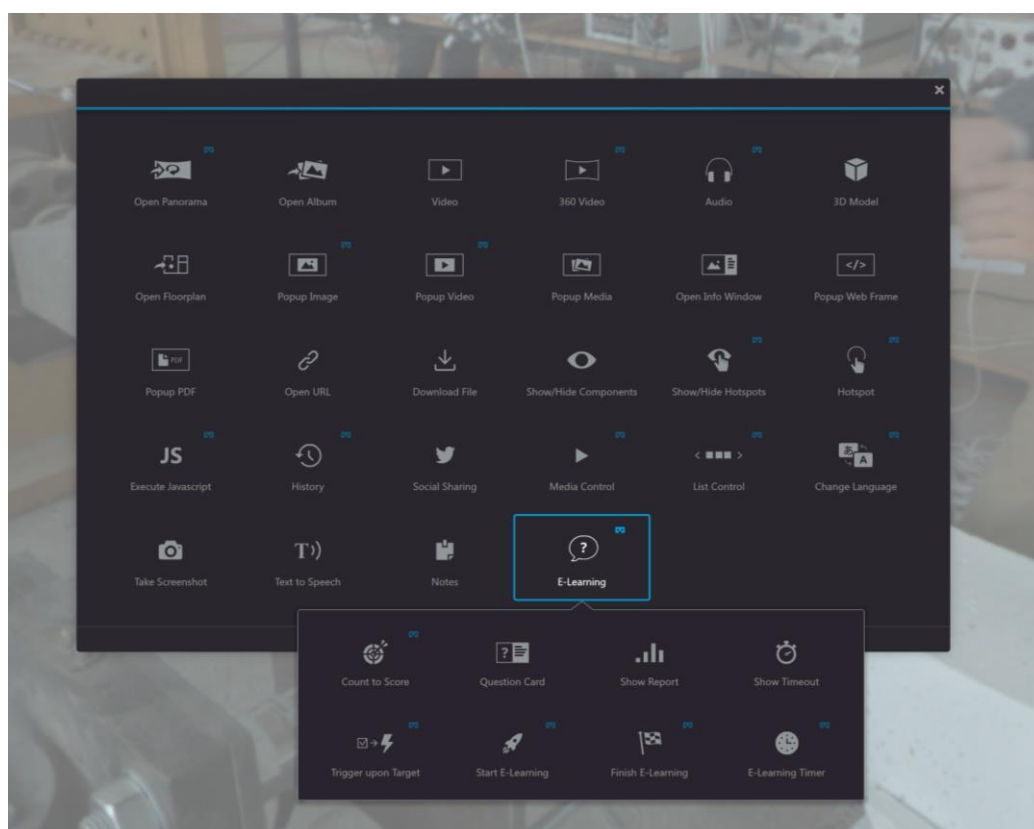 Open Panorama
Open Album
Video
360 Video
Audio
3D Model
Open Floorplan
Popup Image
Popup Video
Popup Media
Open Info Window
</>
Popup Web Frame
PDF
Popup PDF
Open URL
Download File
Show/Hide Components
Show/Hide Hotspots
Hotspot
JS
Execute Javascript
History
Social Sharing
Media Control
List Control
あ
A
Change Language
Take Screenshot
T
Text to Speech
Notes
?
E-Learning
Count to Score
?
Question Card
Show Report
Show Timeout
Trigger upon Target
Start E-Learning
Finish E-Learning
E-Learning Timer